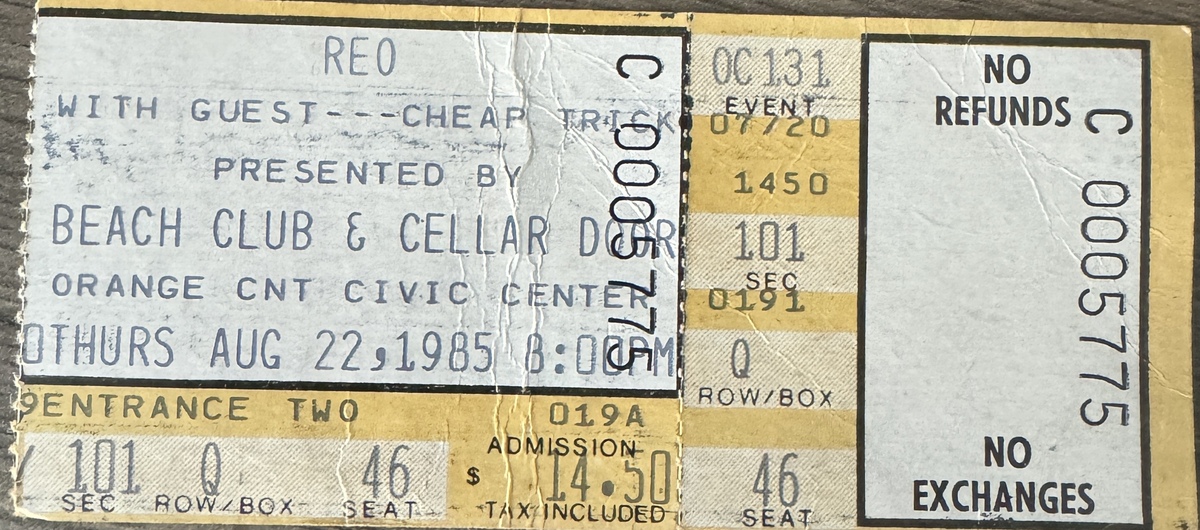 REO
WITH GUEST---CHEAP TRICK
PRESENTED BY
BEACH CLUB & CELLAR DOOR
ORANGE CNT CIVIC CENTER
0THURS AUG 22,1985 8:00PM
C 0005775
9ENTRANCE TWO 019A
ADMISSION
101 Q 46 $ 14.50
SEC ROW/BOX SEAT TAX INCLUDED
OC131
EVENT
07/20
1450
101
SEC
0191
Q
ROW/BOX
46
SEAT
NO
REFUNDS
C 0005775
NO
EXCHANGES